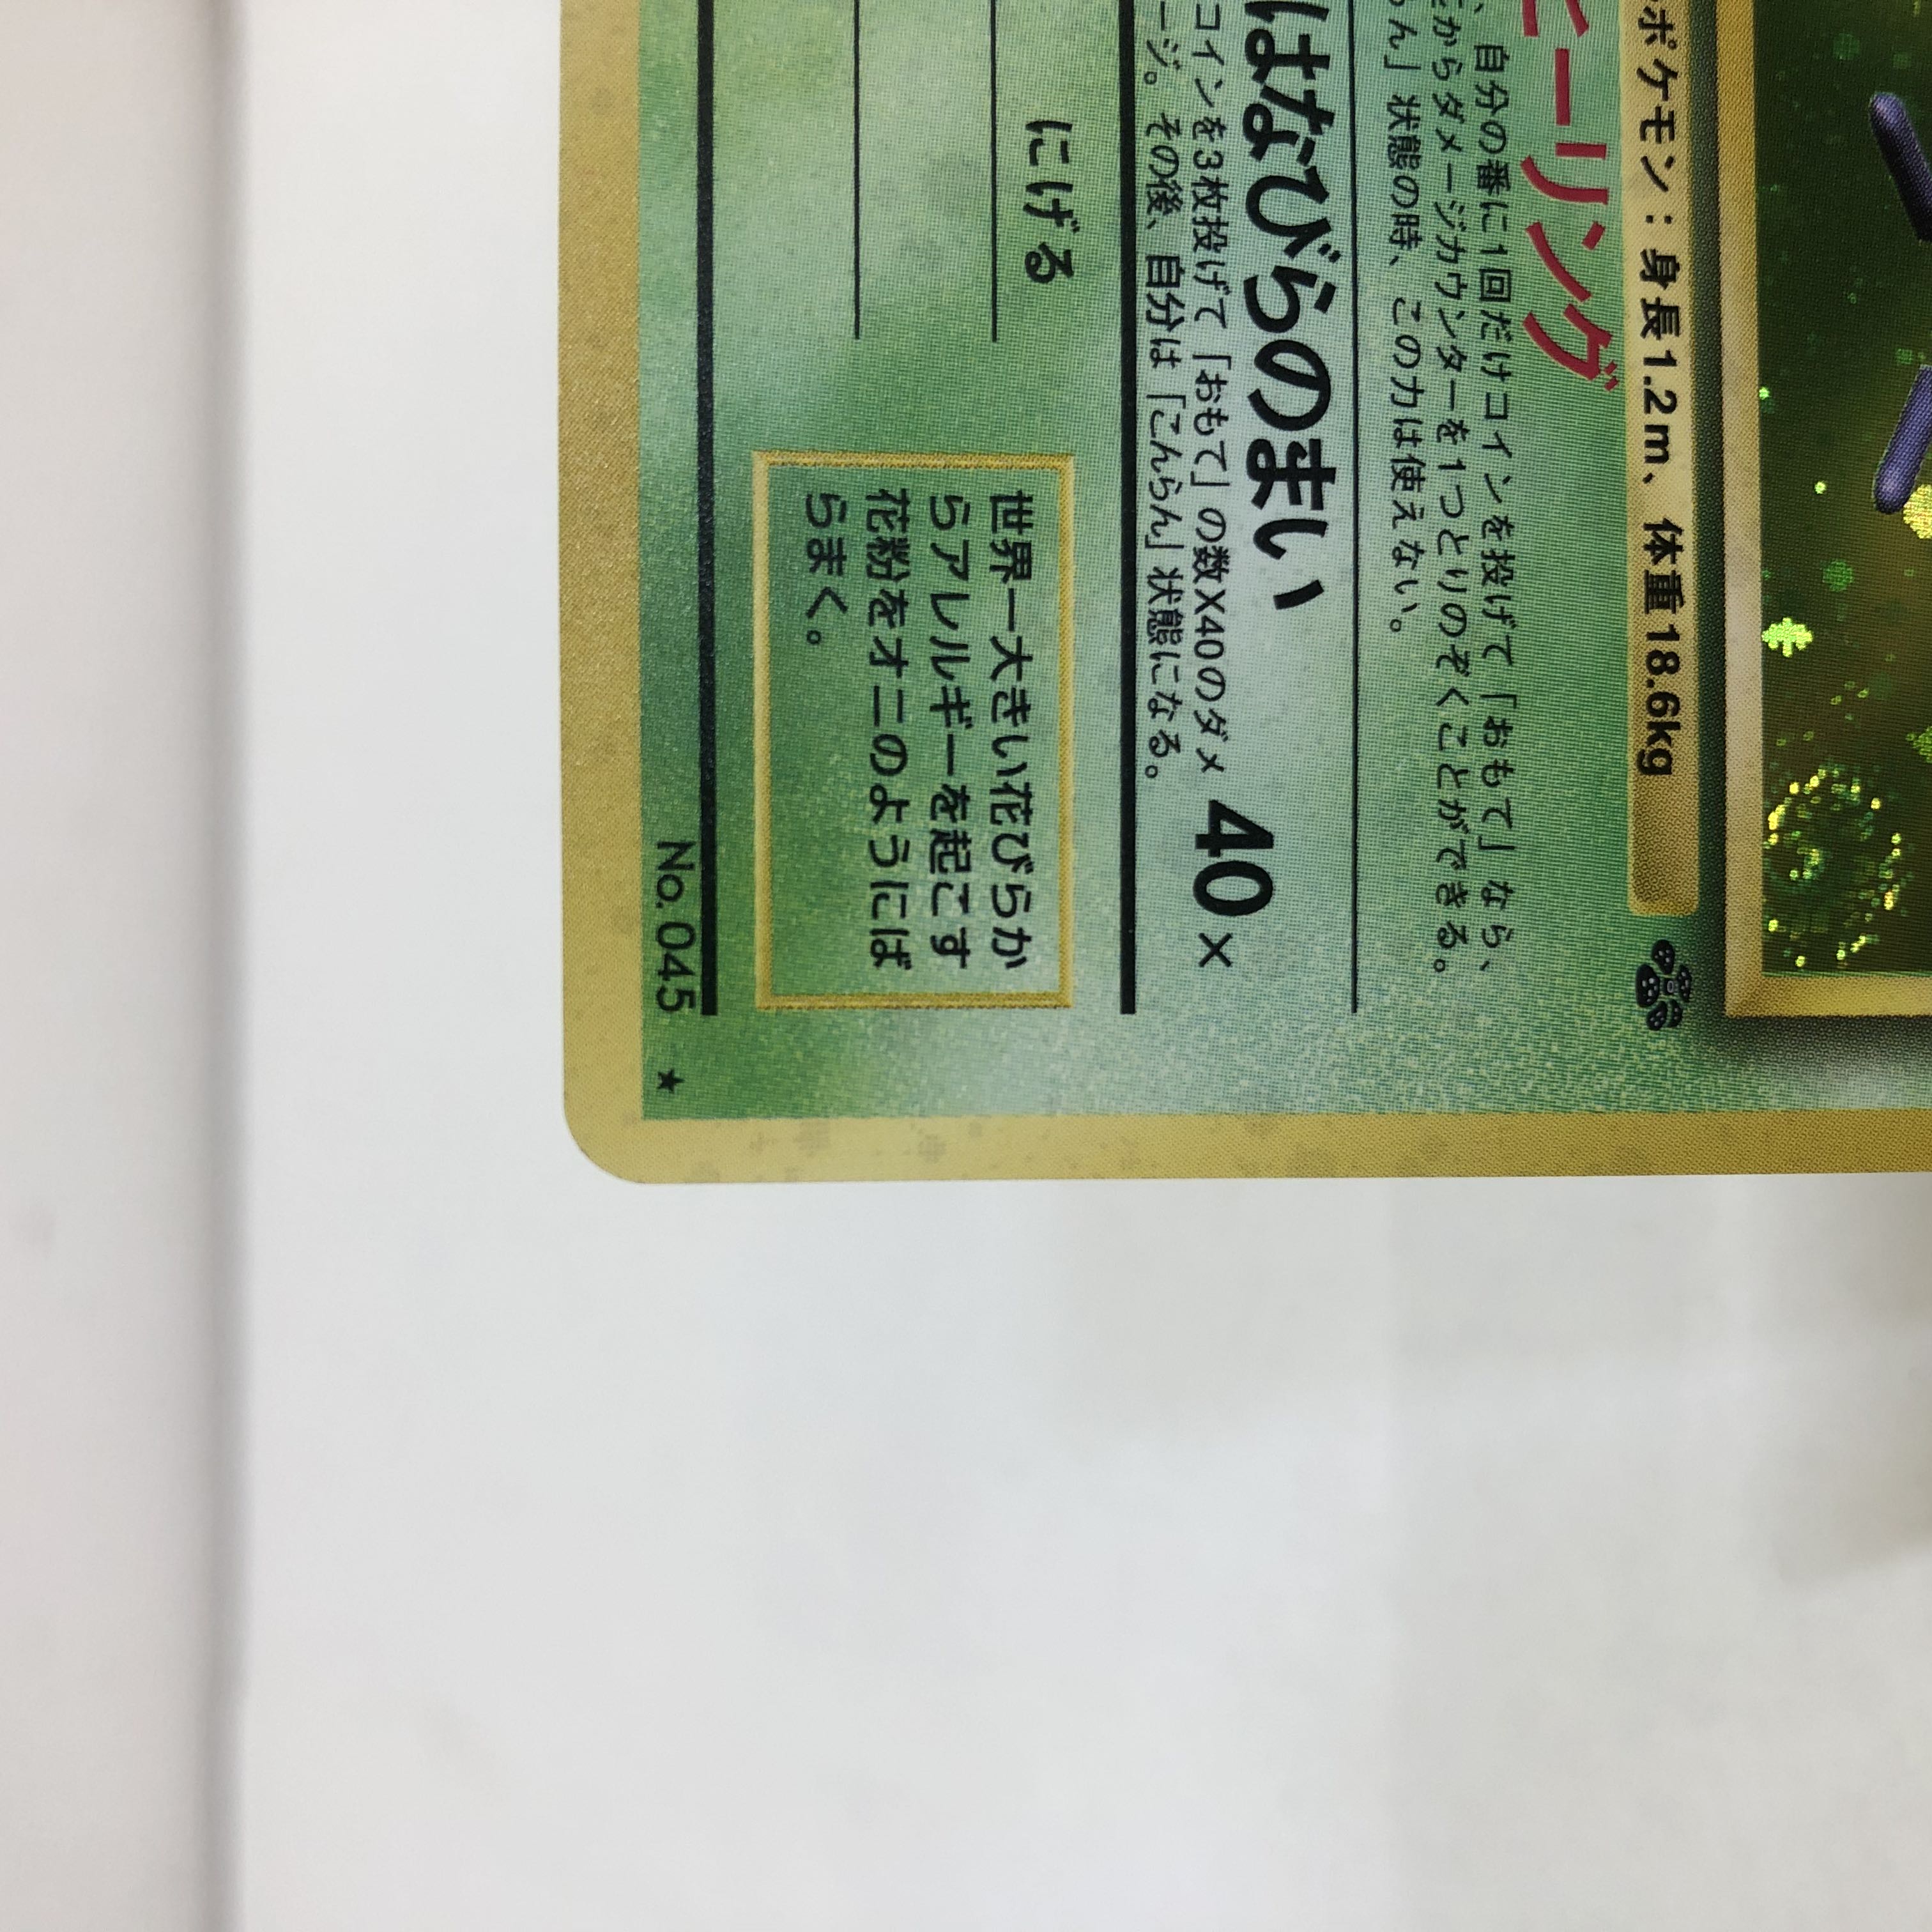 ポケモン：身長1.2m、体重18.6kg
ヒーリング
、自分の番に1回だけコインを投げて「おもて」なら、
からダメージカウンターを1つとりのぞくことができる。
ん」状態の時、この力は使えない。
はなびらのまい
40×
コインを3枚投げて「おもて」の数X40のダメ
ージ。その後、自分は「こんらん」状態になる。
にげる
世界一大きい花びらか
らアレルギーを起こす
花粉をオニのようにば
らまく。
No.045 ★